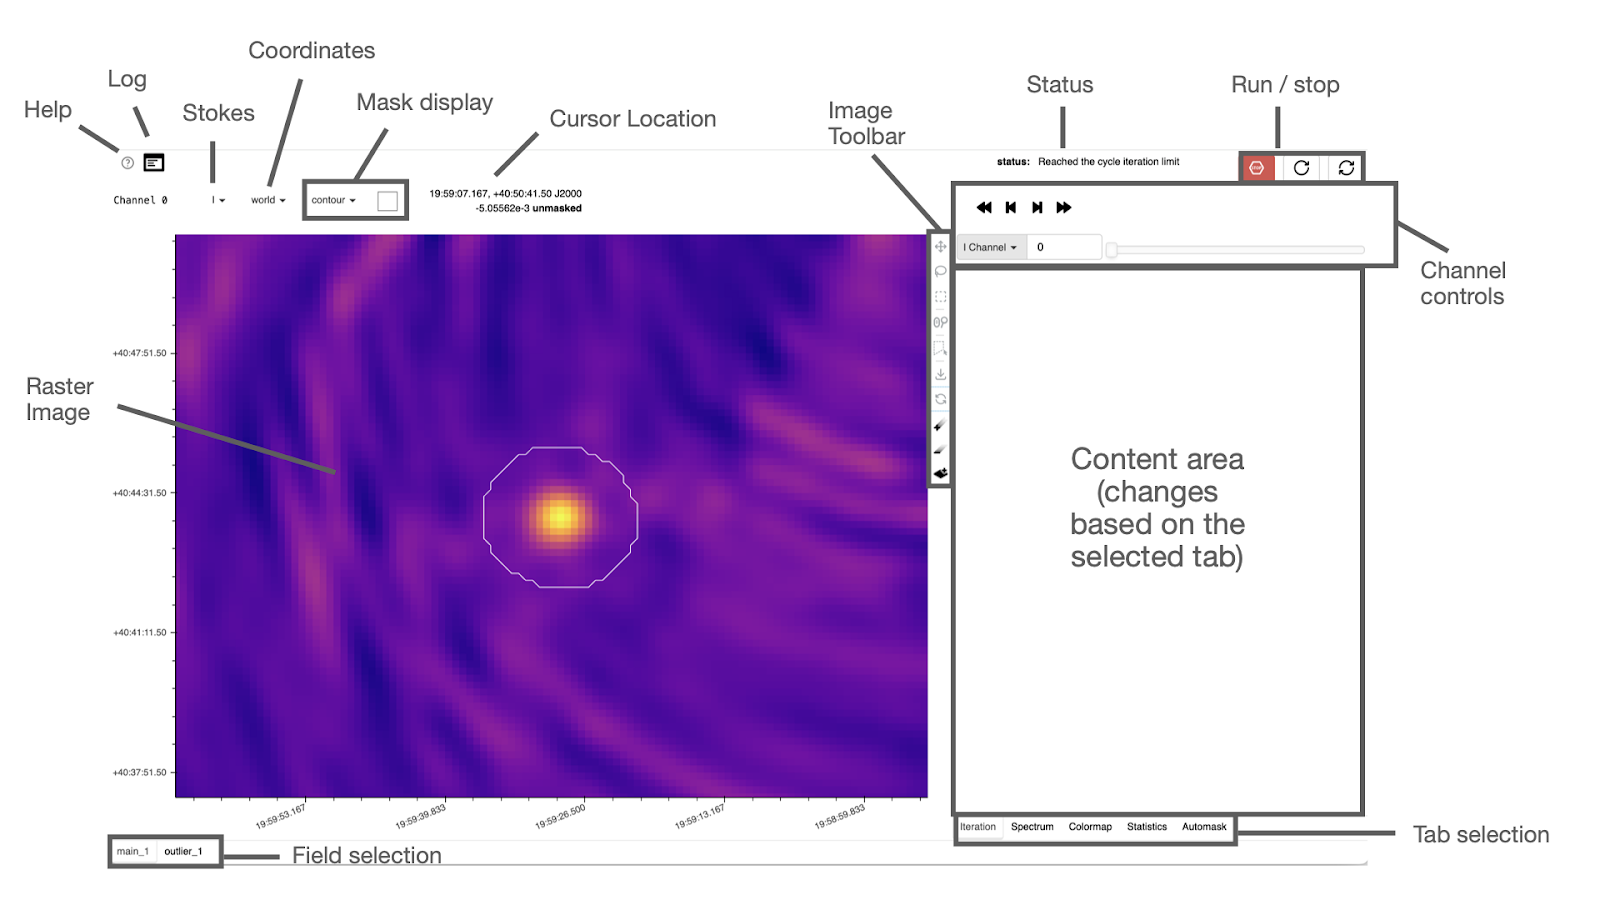 Coordinates
Log
Help
Stokes
Mask display
Cursor Location
Image
Toolbar
Status
Run / stop
status: Reached the cycle iteration limit
STOP
Channel 0
I
world
contour
19:59:07.167, +40:50:41.50 J2000
-5.05562e-3 unmasked
I Channel
0
Channel
controls
+40:47:51.50
Raster
Image
+40:44:31.50
Content area
(changes
based on the
selected tab)
+40:41:11.50
+40:37:51.50
19:59:53.167
19:59:39.833
19:59:26.500
19:59:13.167
19:58:59.833
Iteration
Spectrum
Colormap
Statistics
Automask
Tab selection
main_1
outlier_1
Field selection